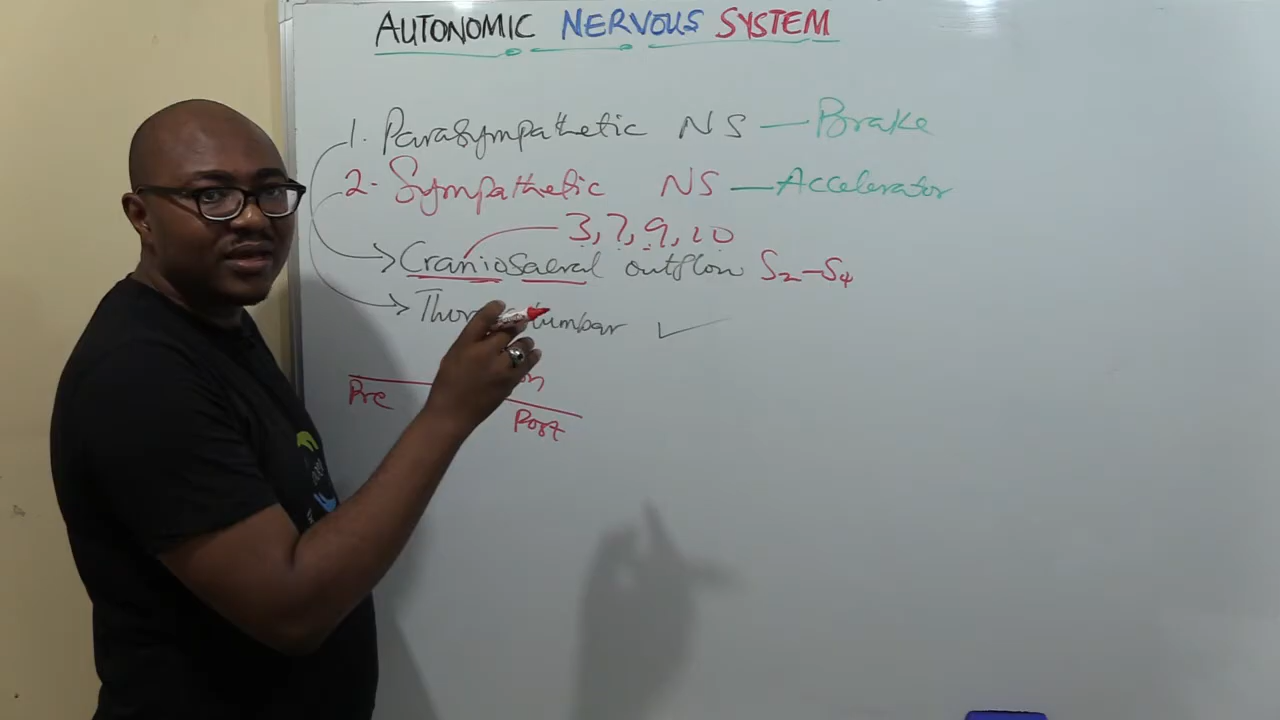 AUTONOMIC NERVOUS SYSTEM
1. Parasympathetic NS — Brake
2. Sympathetic NS — Accelerator
3, 7, 9, 10
Craniosacral outflow S2-S4
lumbar ✓
Pre
Post